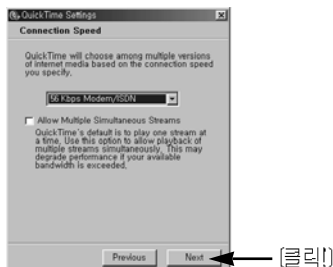 QuickTime Settings
Connection Speed
QuickTime will choose among multiple versions
of internet media based on the connection speed
you specify.
56 Kbps Modem/ISDN
Allow Multiple Simultaneous Streams
QuickTime's default is to play one stream at
a time. Use this option to allow playback of
multiple streams simultaneously. This may
degrade performance if your available
bandwidth is exceeded.
Previous Next
(클릭!)